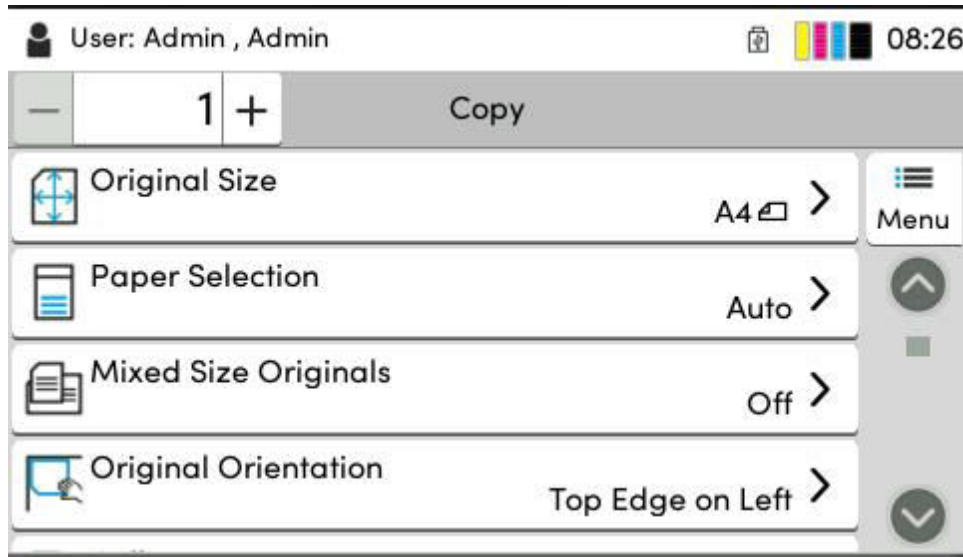 User: Admin , Admin
08:26
1
Copy
Original Size
A4
Menu
Paper Selection
Auto
Mixed Size Originals
Off
Original Orientation
Top Edge on Left